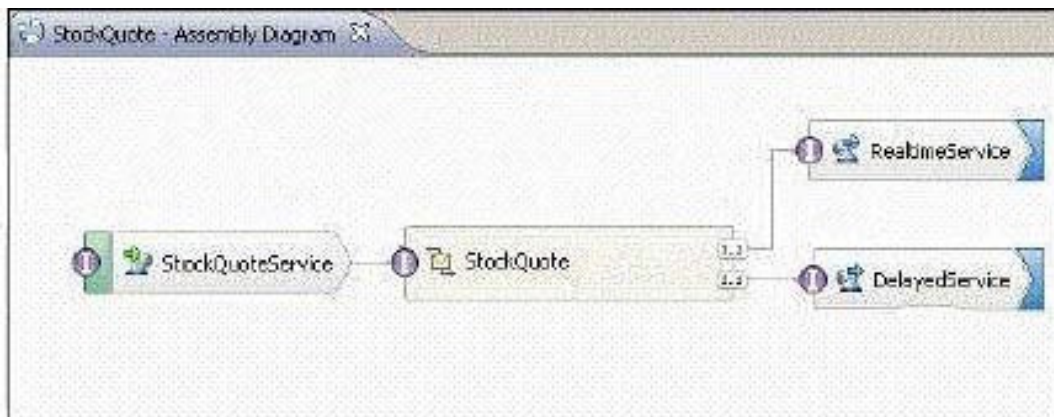 StockQuote - Assembly Diagram
RealtimeService
StockQuoteService
StockQuote
1..1
DelayedService
1..1